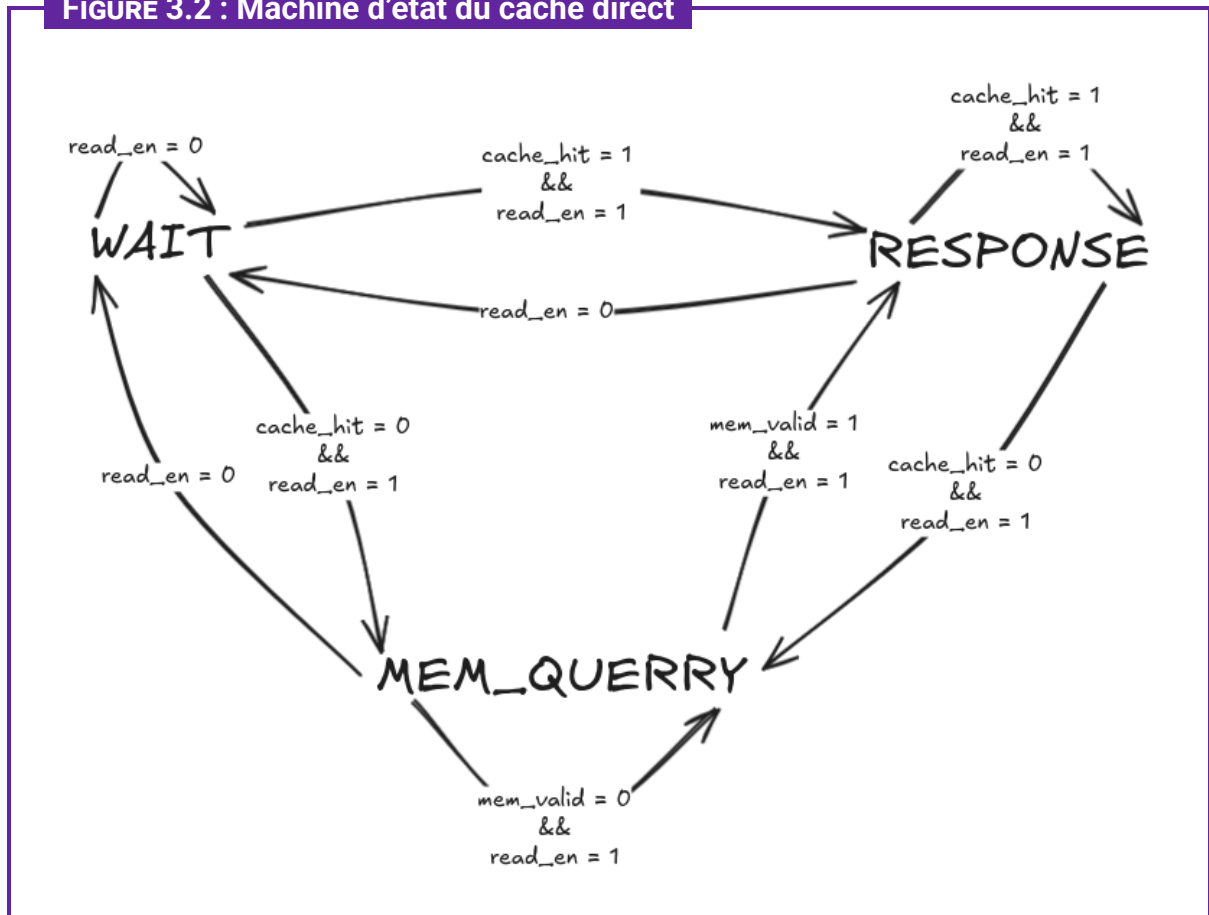 FIGURE 3.2 : Machine d'état du cache direct
cache_hit = 1
&&
read_en = 1
read_en = 0
cache_hit = 1
&&
read_en = 1
WAIT
RESPONSE
read_en = 0
cache_hit = 0
&&
read_en = 1
mem_valid = 1
&&
read_en = 1
read_en = 0
cache_hit = 0
&&
read_en = 1
MEM_QUERRY
mem_valid = 0
&&
read_en = 1